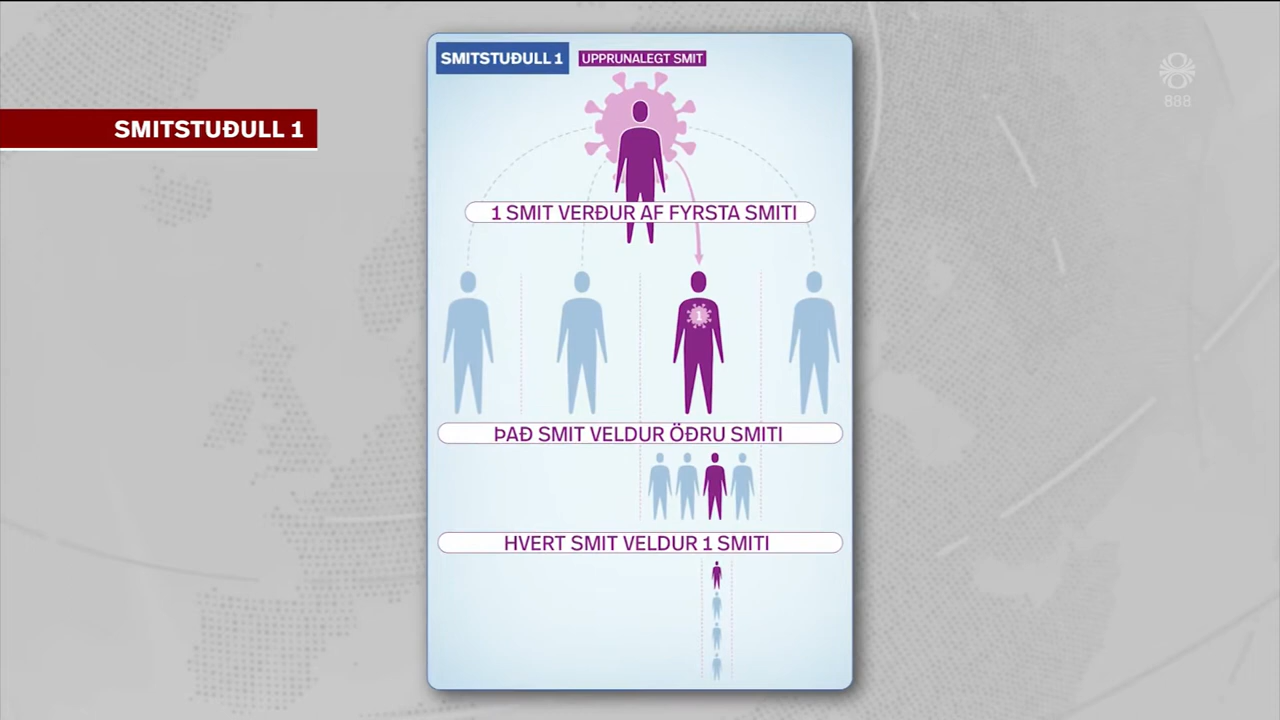 SMITSTUÐULL 1
UPPRUNALEGT SMIT
888
SMITSTUÐULL 1
1 SMIT VERÐUR AF FYRSTA SMITI
1
ÞAÐ SMIT VELDUR ÖÐRU SMITI
HVERT SMIT VELDUR 1 SMITI